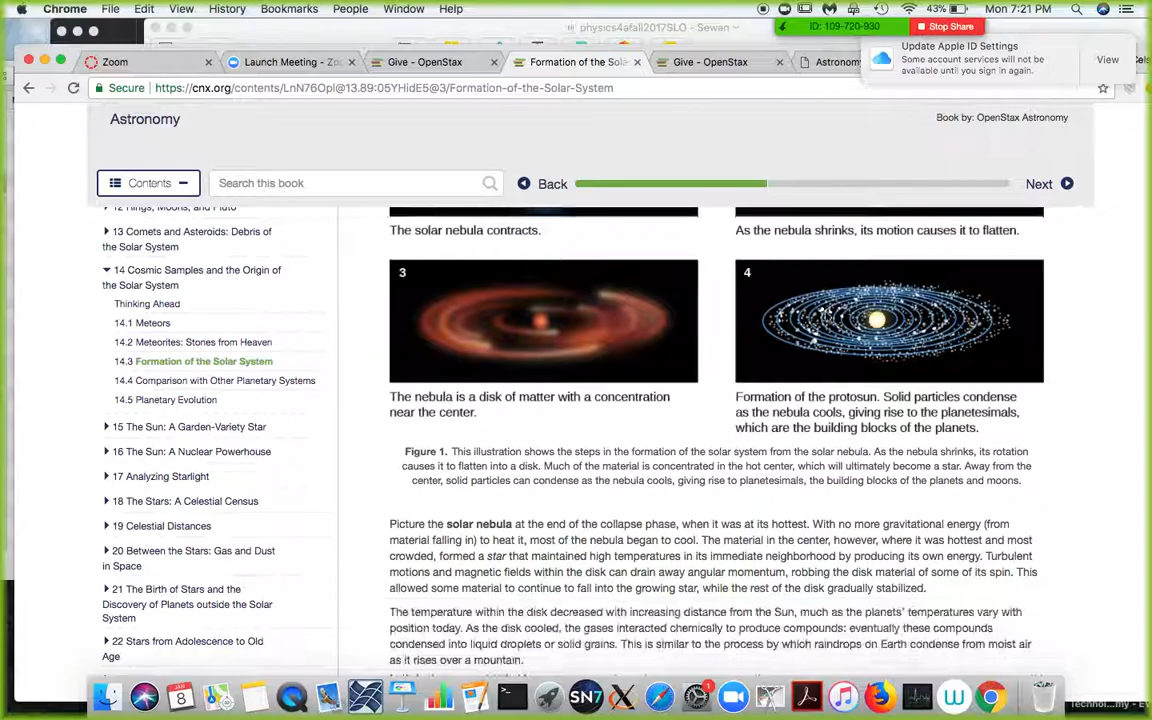 Chrome File Edit View History Bookmarks People Window Help 43% Mon 7:21 PM
ID: 109-720-930 Stop Share
physics4afall2017SLO - Sewan
Update Apple ID Settings
Some account services will not be
available until you sign in again.
View
Zoom × Launch Meeting - Zo × Give - OpenStax × Formation of the Sola × Give - OpenStax × Astronomy
Secure https://cnx.org/contents/LnN76Opl@13.89:05YHidE5@3/Formation-of-the-Solar-System
Astronomy
Book by: OpenStax Astronomy
Contents Search this book Back Next
12 Rings, Moons, and Pluto
13 Comets and Asteroids: Debris of
the Solar System
14 Cosmic Samples and the Origin of
the Solar System
Thinking Ahead
14.1 Meteors
14.2 Meteorites: Stones from Heaven
14.3 Formation of the Solar System
14.4 Comparison with Other Planetary Systems
14.5 Planetary Evolution
15 The Sun: A Garden-Variety Star
16 The Sun: A Nuclear Powerhouse
17 Analyzing Starlight
18 The Stars: A Celestial Census
19 Celestial Distances
20 Between the Stars: Gas and Dust
in Space
21 The Birth of Stars and the
Discovery of Planets outside the Solar
System
22 Stars from Adolescence to Old
Age
The solar nebula contracts.
As the nebula shrinks, its motion causes it to flatten.
3
4
The nebula is a disk of matter with a concentration
near the center.
Formation of the protosun. Solid particles condense
as the nebula cools, giving rise to the planetesimals,
which are the building blocks of the planets.
Figure 1. This illustration shows the steps in the formation of the solar system from the solar nebula. As the nebula shrinks, its rotation
causes it to flatten into a disk. Much of the material is concentrated in the hot center, which will ultimately become a star. Away from the
center, solid particles can condense as the nebula cools, giving rise to planetesimals, the building blocks of the planets and moons.
Picture the solar nebula at the end of the collapse phase, when it was at its hottest. With no more gravitational energy (from
material falling in) to heat it, most of the nebula began to cool. The material in the center, however, where it was hottest and most
crowded, formed a star that maintained high temperatures in its immediate neighborhood by producing its own energy. Turbulent
motions and magnetic fields within the disk can drain away angular momentum, robbing the disk material of some of its spin. This
allowed some material to continue to fall into the growing star, while the rest of the disk gradually stabilized.
The temperature within the disk decreased with increasing distance from the Sun, much as the planets' temperatures vary with
position today. As the disk cooled, the gases interacted chemically to produce compounds: eventually these compounds
condensed into liquid droplets or solid grains. This is similar to the process by which raindrops on Earth condense from moist air
as it rises over a mountain.
JAN
8
SN7
1